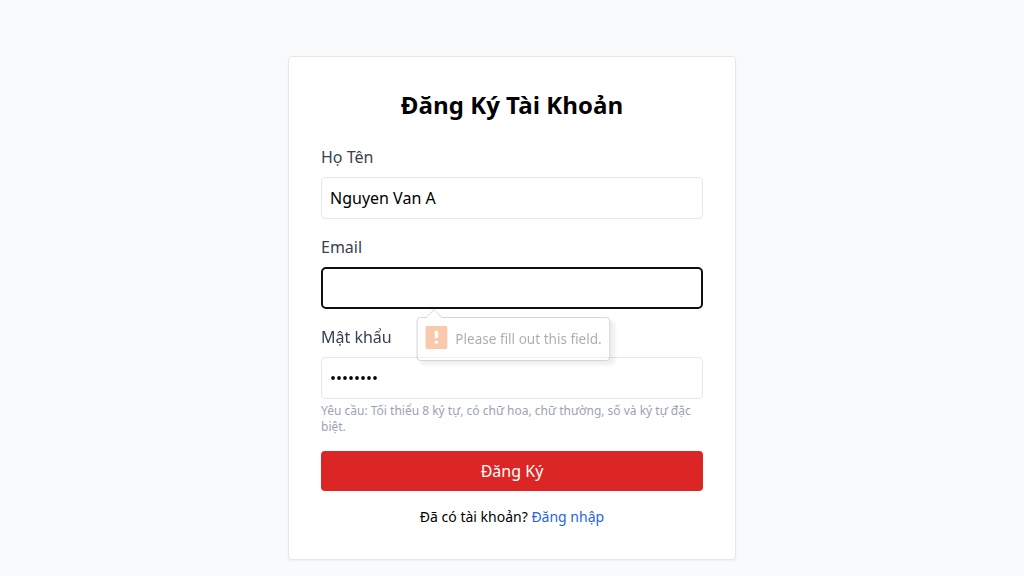 Đăng Ký Tài Khoản
Họ Tên
Nguyen Van A
Email
Please fill out this field.
Mật khẩu
••••••••
Yêu cầu: Tối thiểu 8 ký tự, có chữ hoa, chữ thường, số và ký tự đặc
biệt.
Đăng Ký
Đã có tài khoản? Đăng nhập